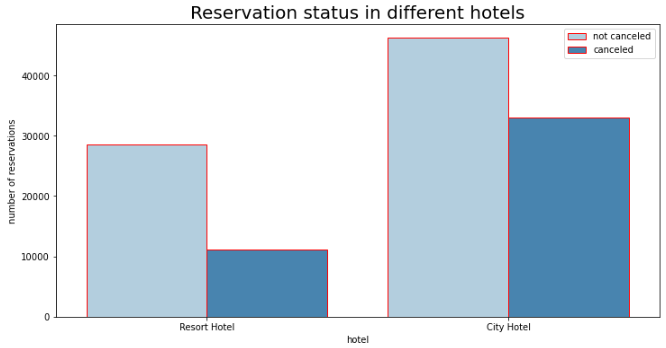 Reservation status in different hotels
not canceled
canceled
number of reservations
40000
30000
20000
10000
0
Resort Hotel
City Hotel
hotel